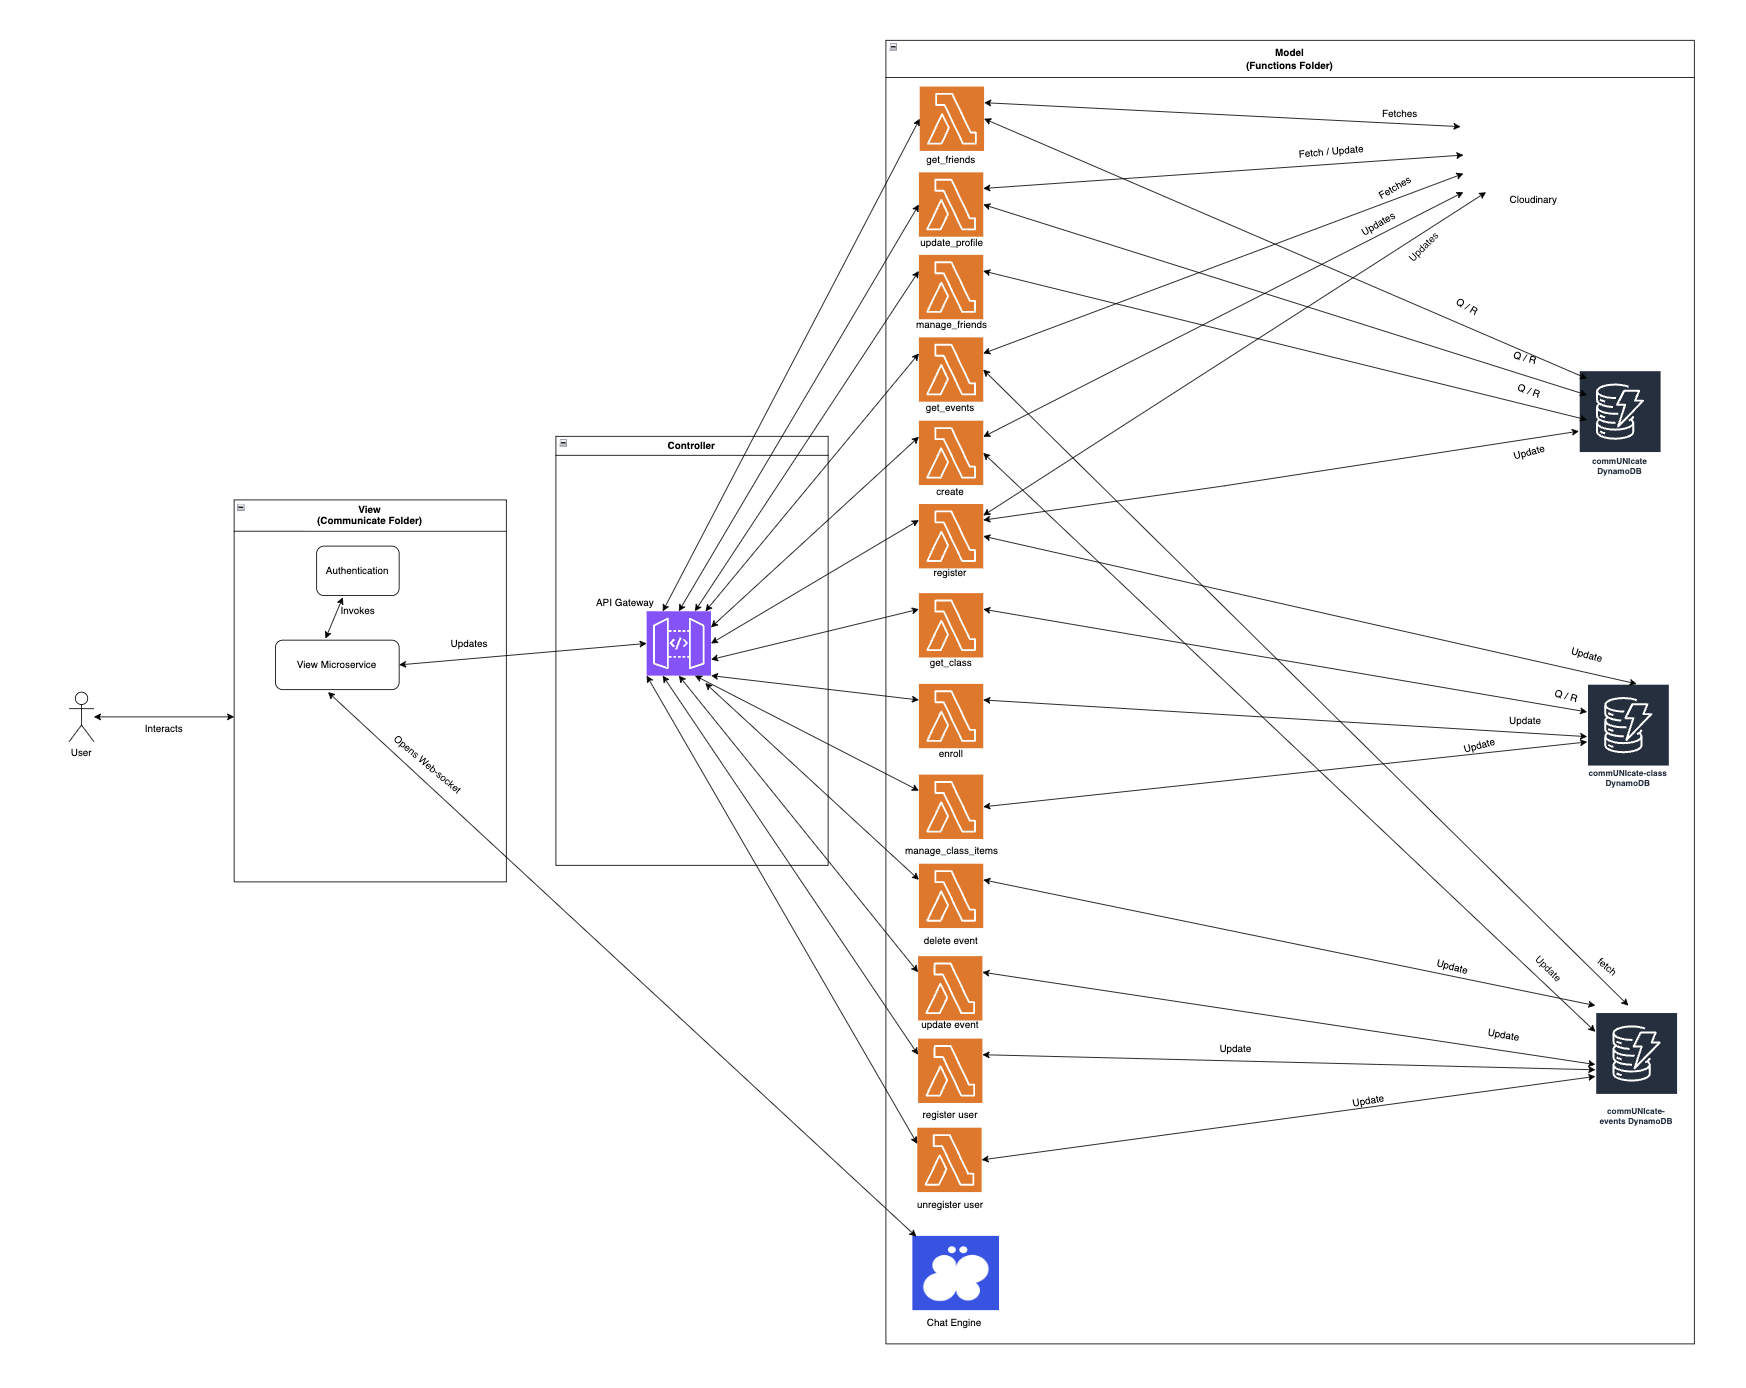 Model
(Functions Folder)
Fetches
get_friends
Fetch / Update
Fetches
Cloudinary
Updates
update_profile
Updates
Q / R
manage_friends
Q / R
Q / R
get_events
Controller
Update
commUNIcate
DynamoDB
create
View
(Communicate Folder)
Authentication
register
API Gateway
Invokes
</>
Updates
Update
View Microservice
get_class
Q / R
Interacts
Update
User
Opens Web-socket
enroll
Update
commUNIcate-class
DynamoDB
manage_class_items
delete event
Update
Update
fetch
update event
Update
Update
register user
Update
commUNIcate-
events DynamoDB
unregister user
Chat Engine